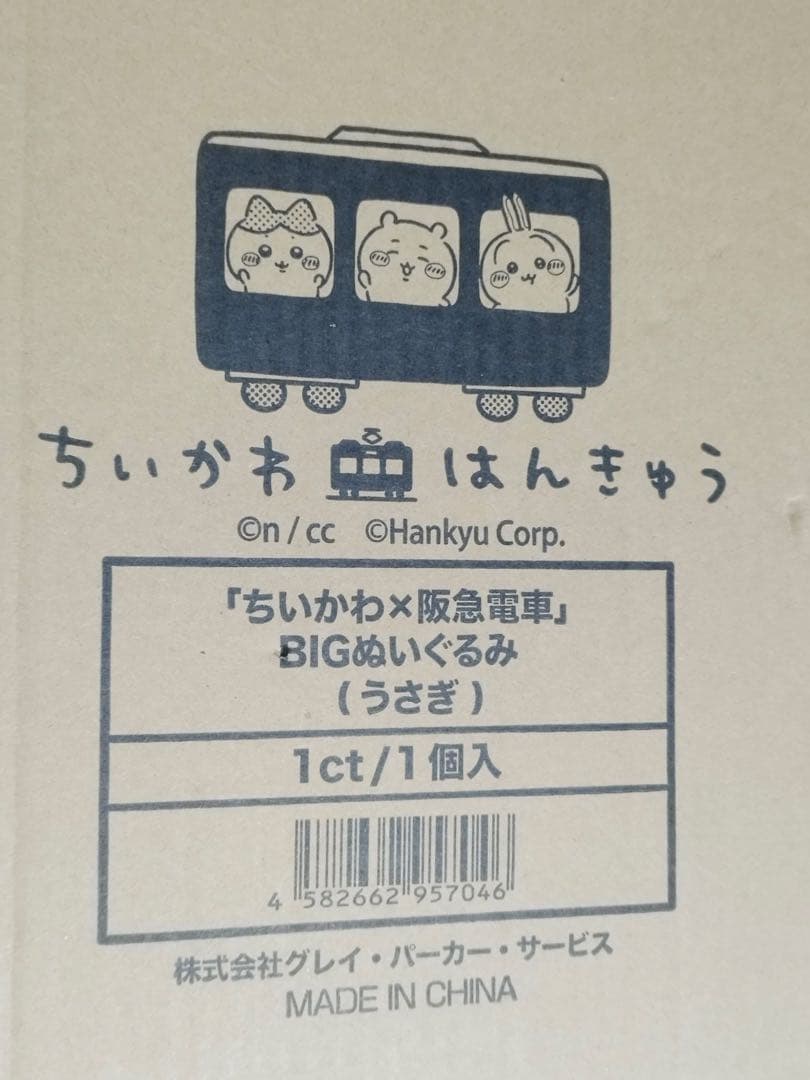 ちいかわ はんきゅう
©n / cc ©Hankyu Corp.
「ちいかわ×阪急電車」
BIGぬいぐるみ
(うさぎ)
1ct/1個入
4 582662 957046
株式会社グレイ・パーカー・サービス
MADE IN CHINA